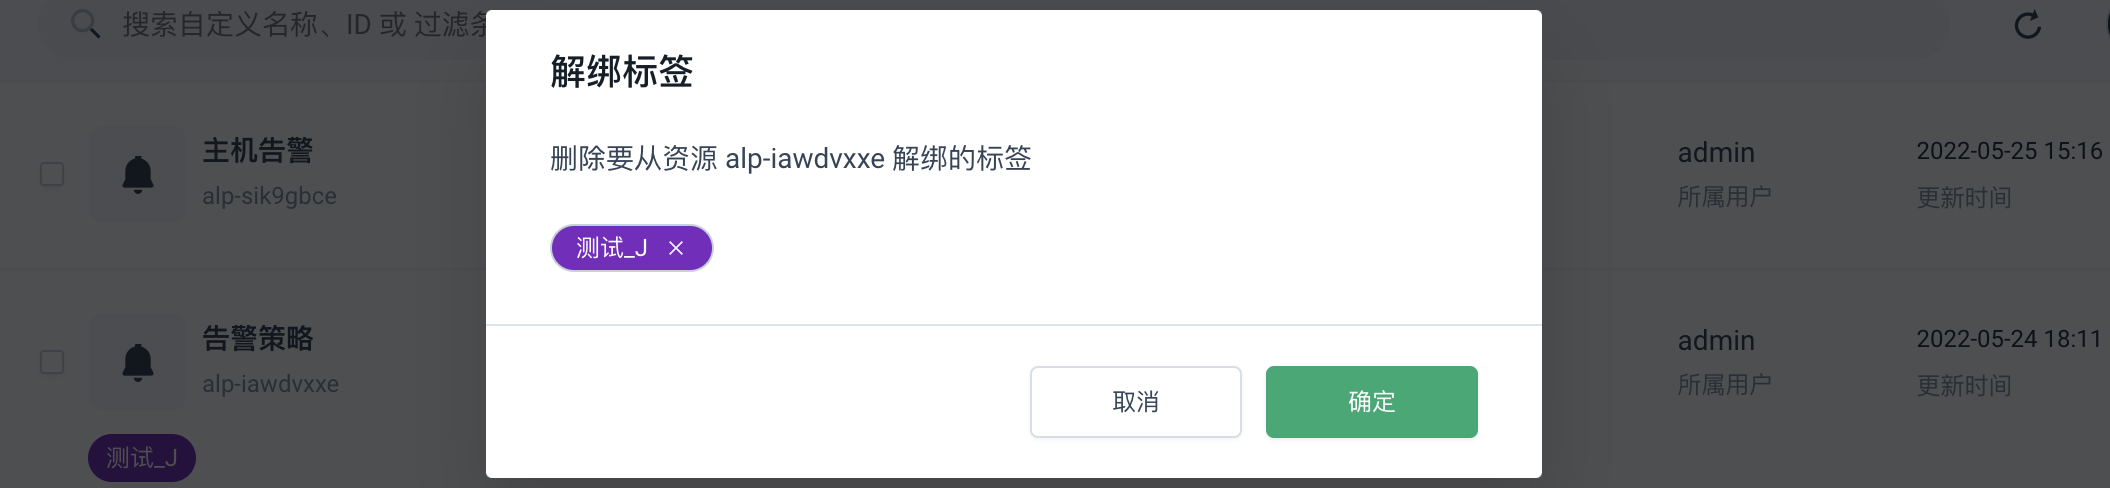 搜索自定义名称、ID 或 过滤条
解绑标签
删除要从资源 alp-iawdvxxe 解绑的标签
测试_J
取消
确定
主机告警
alp-sik9gbce
admin
所属用户
2022-05-25 15:16
更新时间
告警策略
alp-iawdvxxe
测试_J
admin
所属用户
2022-05-24 18:11
更新时间